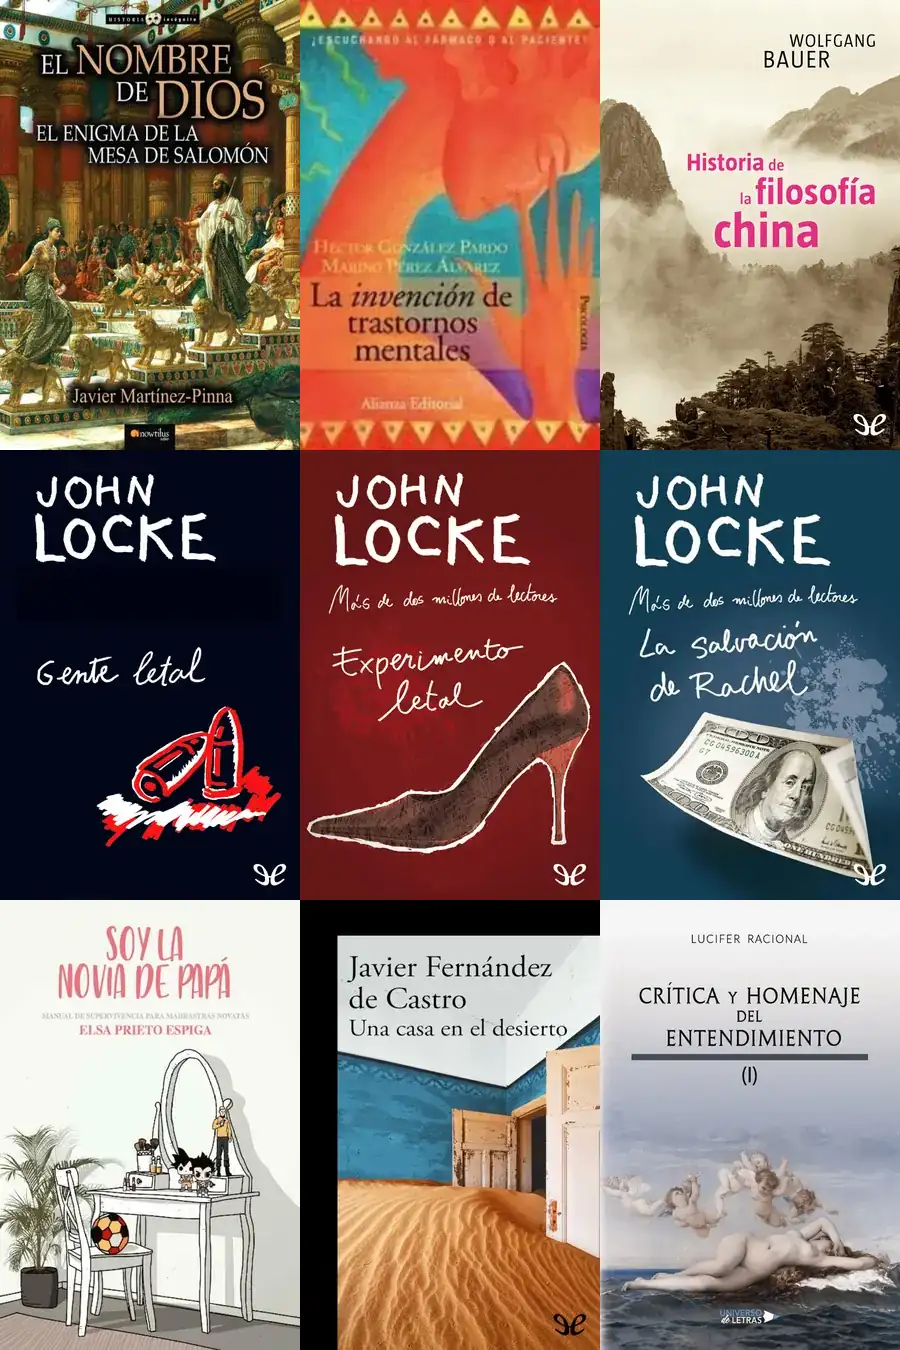 HISTORIA incógnita
EL NOMBRE
DE DIOS
EL ENIGMA DE LA
MESA DE SALOMÓN
Javier Martínez-Pinna
nowtilus
¿ESCUCHANDO AL FÁRMACO O AL PACIENTE?
HÉCTOR GONZÁLEZ PARDO
MARINO PÉREZ ÁLVAREZ
La invención de
trastornos
mentales
PSICOLOGÍA
Alianza Editorial
WOLFGANG
BAUER
Historia de
la filosofía
china
JOHN
LOCKE
Gente letal
JOHN
LOCKE
Más de dos millones de lectores
Experimento
letal
JOHN
LOCKE
Más de dos millones de lectores
La salvación
de Rachel
CG 04596300 A
G7
ONE HUNDRED
SOY LA
NOVIA DE PAPÁ
MANUAL DE SUPERVIVENCIA PARA MADRASTRAS NOVATAS
ELSA PRIETO ESPIGA
Javier Fernández
de Castro
Una casa en el desierto
LUCIFER RACIONAL
CRÍTICA Y HOMENAJE
DEL
ENTENDIMIENTO
(I)
UNIVERSO
de LETRAS